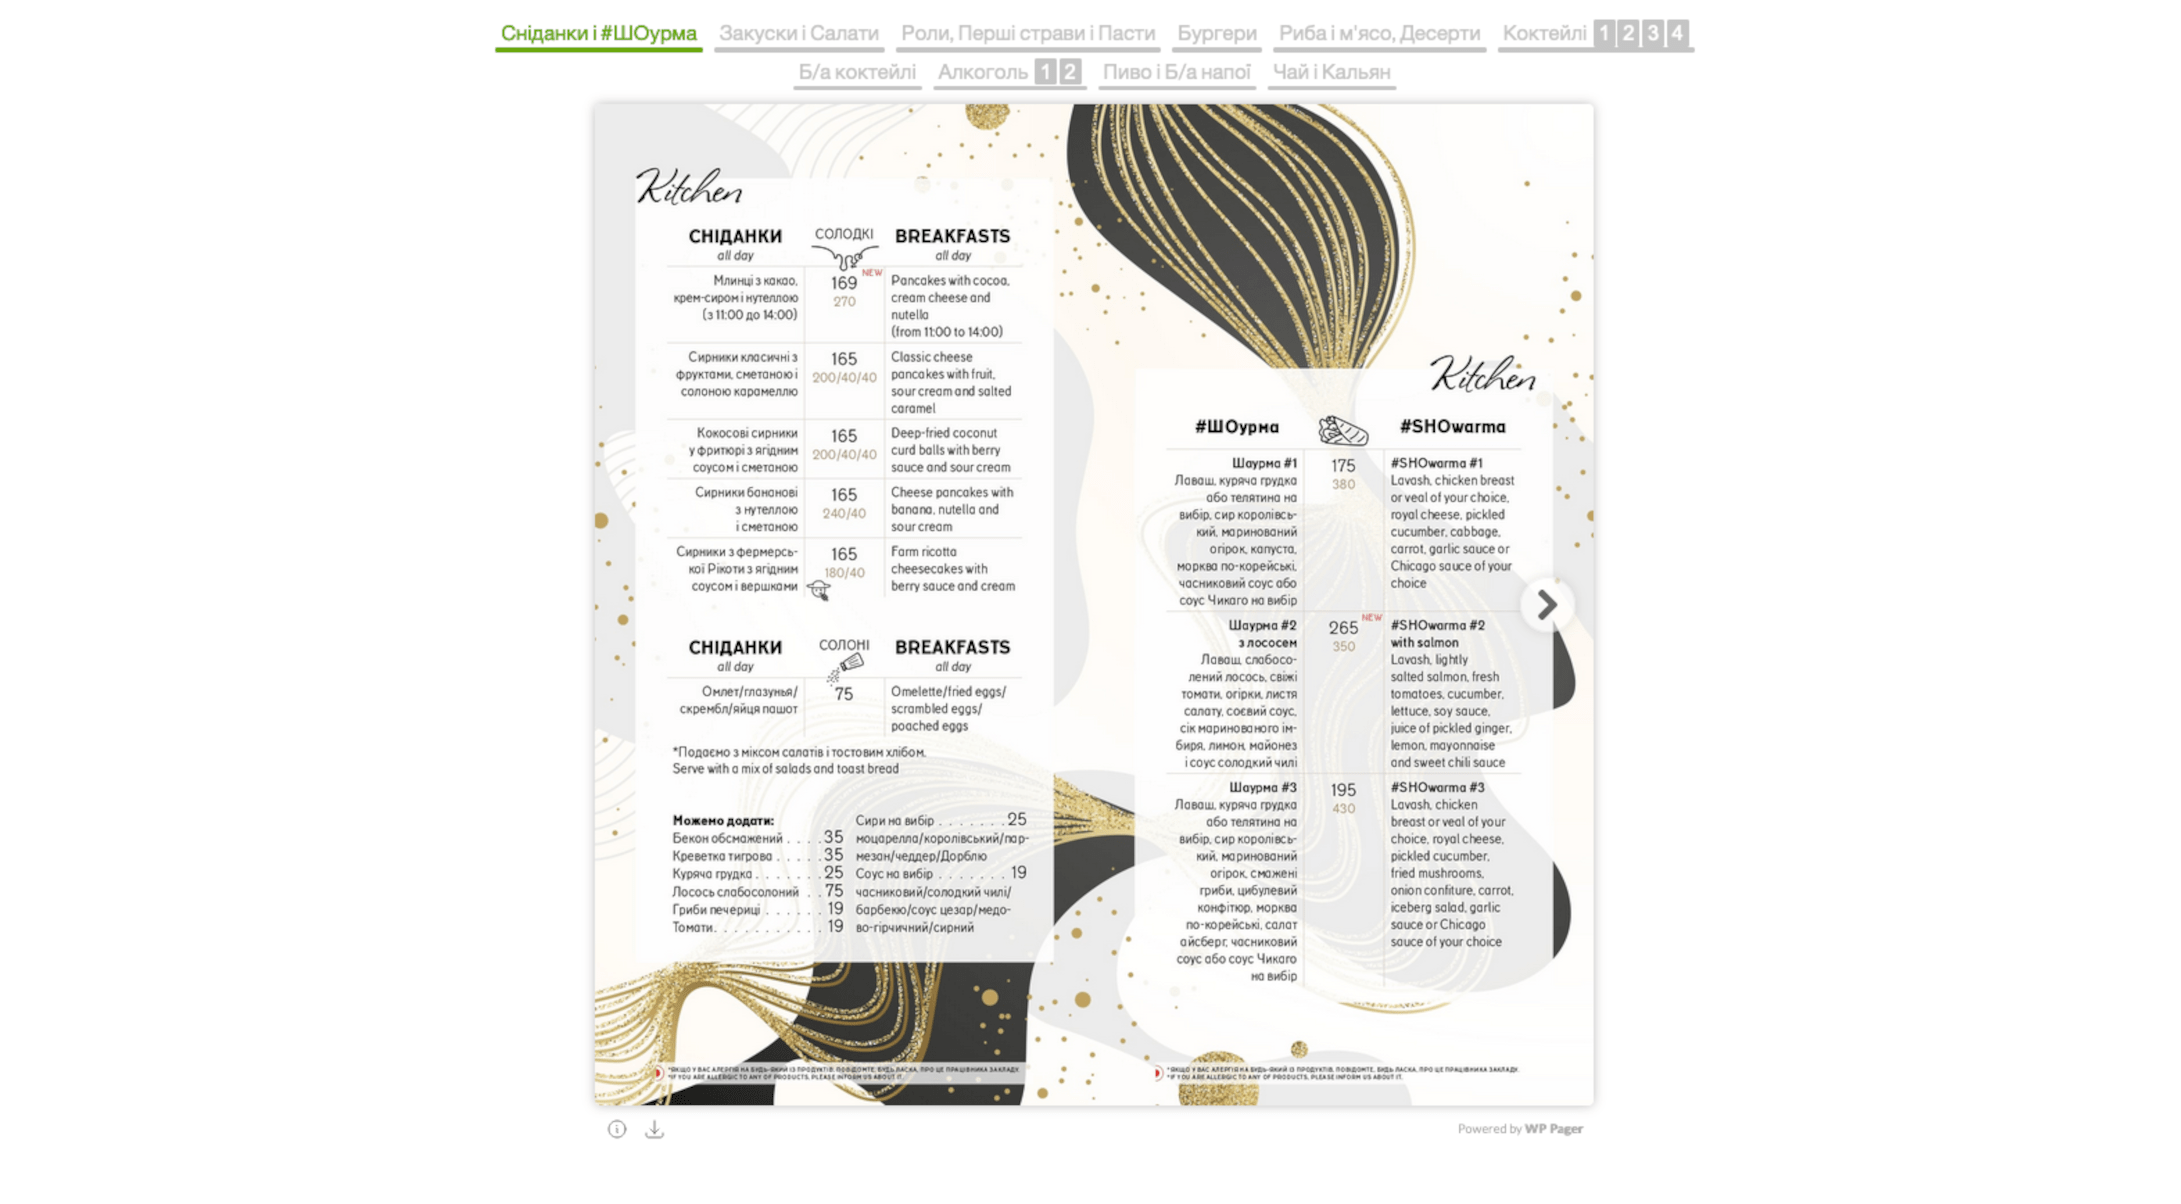 Сніданки і #ШОурма Закуски і Салати Роли, Перші страви і Пасти Бургери Риба і м'ясо, Десерти Коктейлі 1 2 3 4
Б/а коктейлі Алкоголь 1 2 Пиво і Б/а напої Чай і Кальян
Kitchen
СНІДАНКИ СОЛОДКІ BREAKFASTS
all day all day
Млинці з какао,
крем-сиром і нутеллою
(з 11:00 до 14:00)
169 NEW
270
Pancakes with cocoa,
cream cheese and
nutella
(from 11:00 to 14:00)
Сирники класичні з
фруктами, сметаною і
солоною карамеллю
165
200/40/40
Classic cheese
pancakes with fruit,
sour cream and salted
caramel
Кокосові сирники
у фритюрі з ягідним
соусом і сметаною
165
200/40/40
Deep-fried coconut
curd balls with berry
sauce and sour cream
Сирники бананові
з нутеллою
і сметаною
165
240/40
Cheese pancakes with
banana, nutella and
sour cream
Сирники з фермерсь-
кої Рікоти з ягідним
соусом і вершками
165
180/40
Farm ricotta
cheesecakes with
berry sauce and cream
СНІДАНКИ СОЛОНІ BREAKFASTS
all day all day
Омлет/глазунья/
скрембл/яйця пашот
75
Omelette/fried eggs/
scrambled eggs/
poached eggs
*Подаємо з міксом салатів і тостовим хлібом.
Serve with a mix of salads and toast bread
Можемо додати:
Бекон обсмажений . . . . 35
Креветка тигрова . . . . . 35
Куряча грудка . . . . . . . 25
Лосось слабосолоний . . 75
Гриби печериці . . . . . . 19
Томати. . . . . . . . . . . 19
Сири на вибір . . . . . . . 25
моцарелла/королівський/пар-
мезан/чеддер/Дорблю
Соус на вибір . . . . . . . 19
часниковий/солодкий чилі/
барбекю/соус цезар/медо-
во-гірчичний/сирний
*ЯКЩО У ВАС АЛЕРГІЯ НА БУДЬ-ЯКИЙ ІЗ ПРОДУКТІВ, ПОВІДОМТЕ, БУДЬ ЛАСКА, ПРО ЦЕ ПРАЦІВНИКА ЗАКЛАДУ.
*IF YOU ARE ALLERGIC TO ANY OF PRODUCTS, PLEASE INFORM US ABOUT IT.
Kitchen
#ШОурма #SHOwarma
Шаурма #1
Лаваш, куряча грудка
або телятина на
вибір, сир королівсь-
кий, маринований
огірок, капуста,
морква по-корейські,
часниковий соус або
соус Чикаго на вибір
175
380
#SHOwarma #1
Lavash, chicken breast
or veal of your choice,
royal cheese, pickled
cucumber, cabbage,
carrot, garlic sauce or
Chicago sauce of your
choice
Шаурма #2
з лососем
Лаваш, слабосо-
лений лосось, свіжі
томати, огірки, листя
салату, соєвий соус,
сік маринованого ім-
биря, лимон, майонез
і соус солодкий чилі
265 NEW
350
#SHOwarma #2
with salmon
Lavash, lightly
salted salmon, fresh
tomatoes, cucumber,
lettuce, soy sauce,
juice of pickled ginger,
lemon, mayonnaise
and sweet chili sauce
Шаурма #3
Лаваш, куряча грудка
або телятина на
вибір, сир королівсь-
кий, маринований
огірок, смажені
гриби, цибулевий
конфітюр, морква
по-корейські, салат
айсберг, часниковий
соус або соус Чикаго
на вибір
195
430
#SHOwarma #3
Lavash, chicken
breast or veal of your
choice, royal cheese,
pickled cucumber,
fried mushrooms,
onion confiture, carrot,
iceberg salad, garlic
sauce or Chicago
sauce of your choice
*ЯКЩО У ВАС АЛЕРГІЯ НА БУДЬ-ЯКИЙ ІЗ ПРОДУКТІВ, ПОВІДОМТЕ, БУДЬ ЛАСКА, ПРО ЦЕ ПРАЦІВНИКА ЗАКЛАДУ.
*IF YOU ARE ALLERGIC TO ANY OF PRODUCTS, PLEASE INFORM US ABOUT IT.
Powered by WP Pager